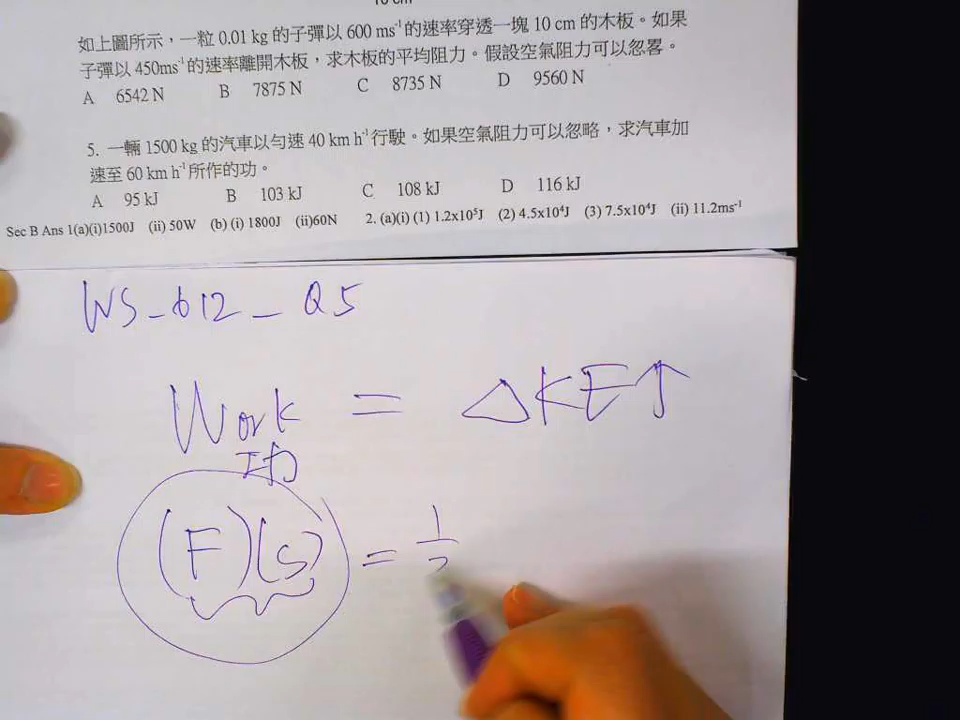 10 cm
如上圖所示，一粒 0.01 kg 的子彈以 600 ms⁻¹ 的速率穿透一塊 10 cm 的木板。如果
子彈以 450ms⁻¹ 的速率離開木板，求木板的平均阻力。假設空氣阻力可以忽畧。
A 6542 N B 7875 N C 8735 N D 9560 N
5. 一輛 1500 kg 的汽車以勻速 40 km h⁻¹ 行駛。如果空氣阻力可以忽略，求汽車加
速至 60 km h⁻¹ 所作的功。
A 95 kJ B 103 kJ C 108 kJ D 116 kJ
Sec B Ans 1(a)(i)1500J (ii) 50W (b) (i) 1800J (ii)60N 2. (a)(i) (1) 1.2x10⁵J (2) 4.5x10⁴J (3) 7.5x10⁴J (ii) 11.2ms⁻¹
WS_612_Q5
Work = ΔKE↑
功
(F)(s) = 1/2